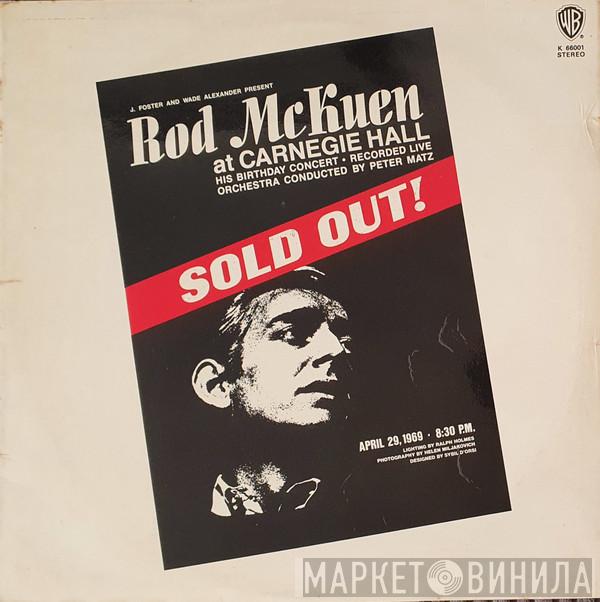 WB
K 66001
STEREO
J. FOSTER AND WADE ALEXANDER PRESENT
Rod McKuen
at CARNEGIE HALL
HIS BIRTHDAY CONCERT • RECORDED LIVE
ORCHESTRA CONDUCTED BY PETER MATZ
SOLD OUT!
APRIL 29, 1969 • 8:30 P.M.
LIGHTING BY RALPH HOLMES
PHOTOGRAPHY BY HELEN MILJAKOVICH
DESIGNED BY SYBIL D'ORSI
МАРКЕТ ВИНИЛА